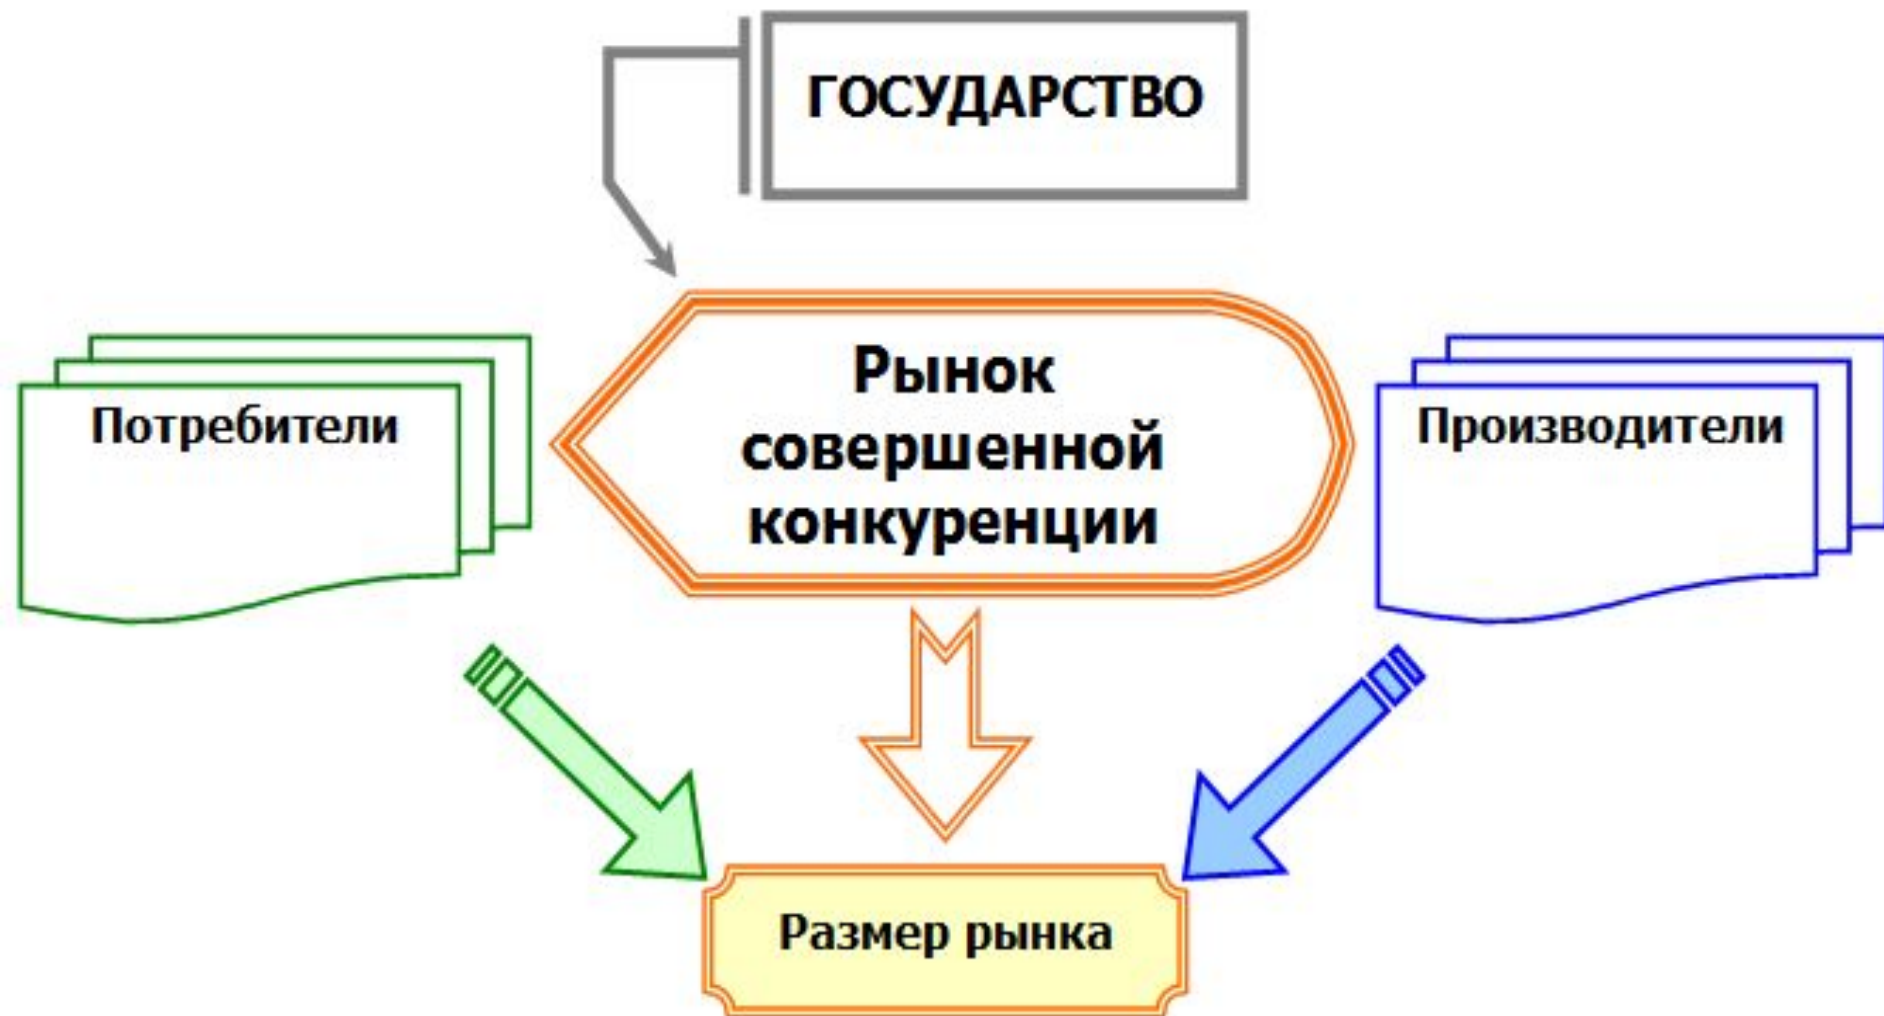 ГОСУДАРСТВО
Потребители
Рынок
совершенной
конкуренции
Производители
Размер рынка